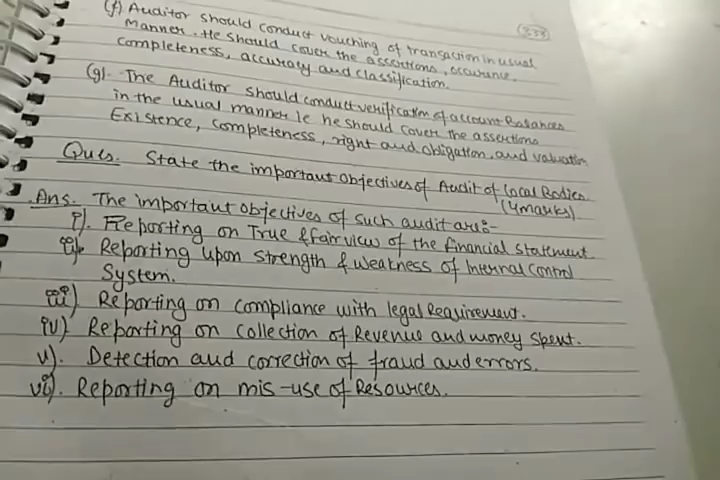 (f). Auditor should conduct vouching of transaction in usual
manner. He should cover the assertions, occurance,
completeness, accuracy and classification.
(g). The Auditor should conduct verification of account Balances
in the usual manner ie he should cover the assertions
Existence, completeness, right and obligation, and valuation
Ques. State the important objectives of Audit of Local Bodies.
(4marks)
Ans. The important objectives of such audit are:-
i). Reporting on True & fair view of the financial statement.
ii). Reporting upon strength & weakness of Internal Control
System.
iii) Reporting on compliance with legal Requirement.
iv) Reporting on collection of Revenue and money spent.
v). Detection and correction of fraud and errors.
vi). Reporting on mis-use of Resources.